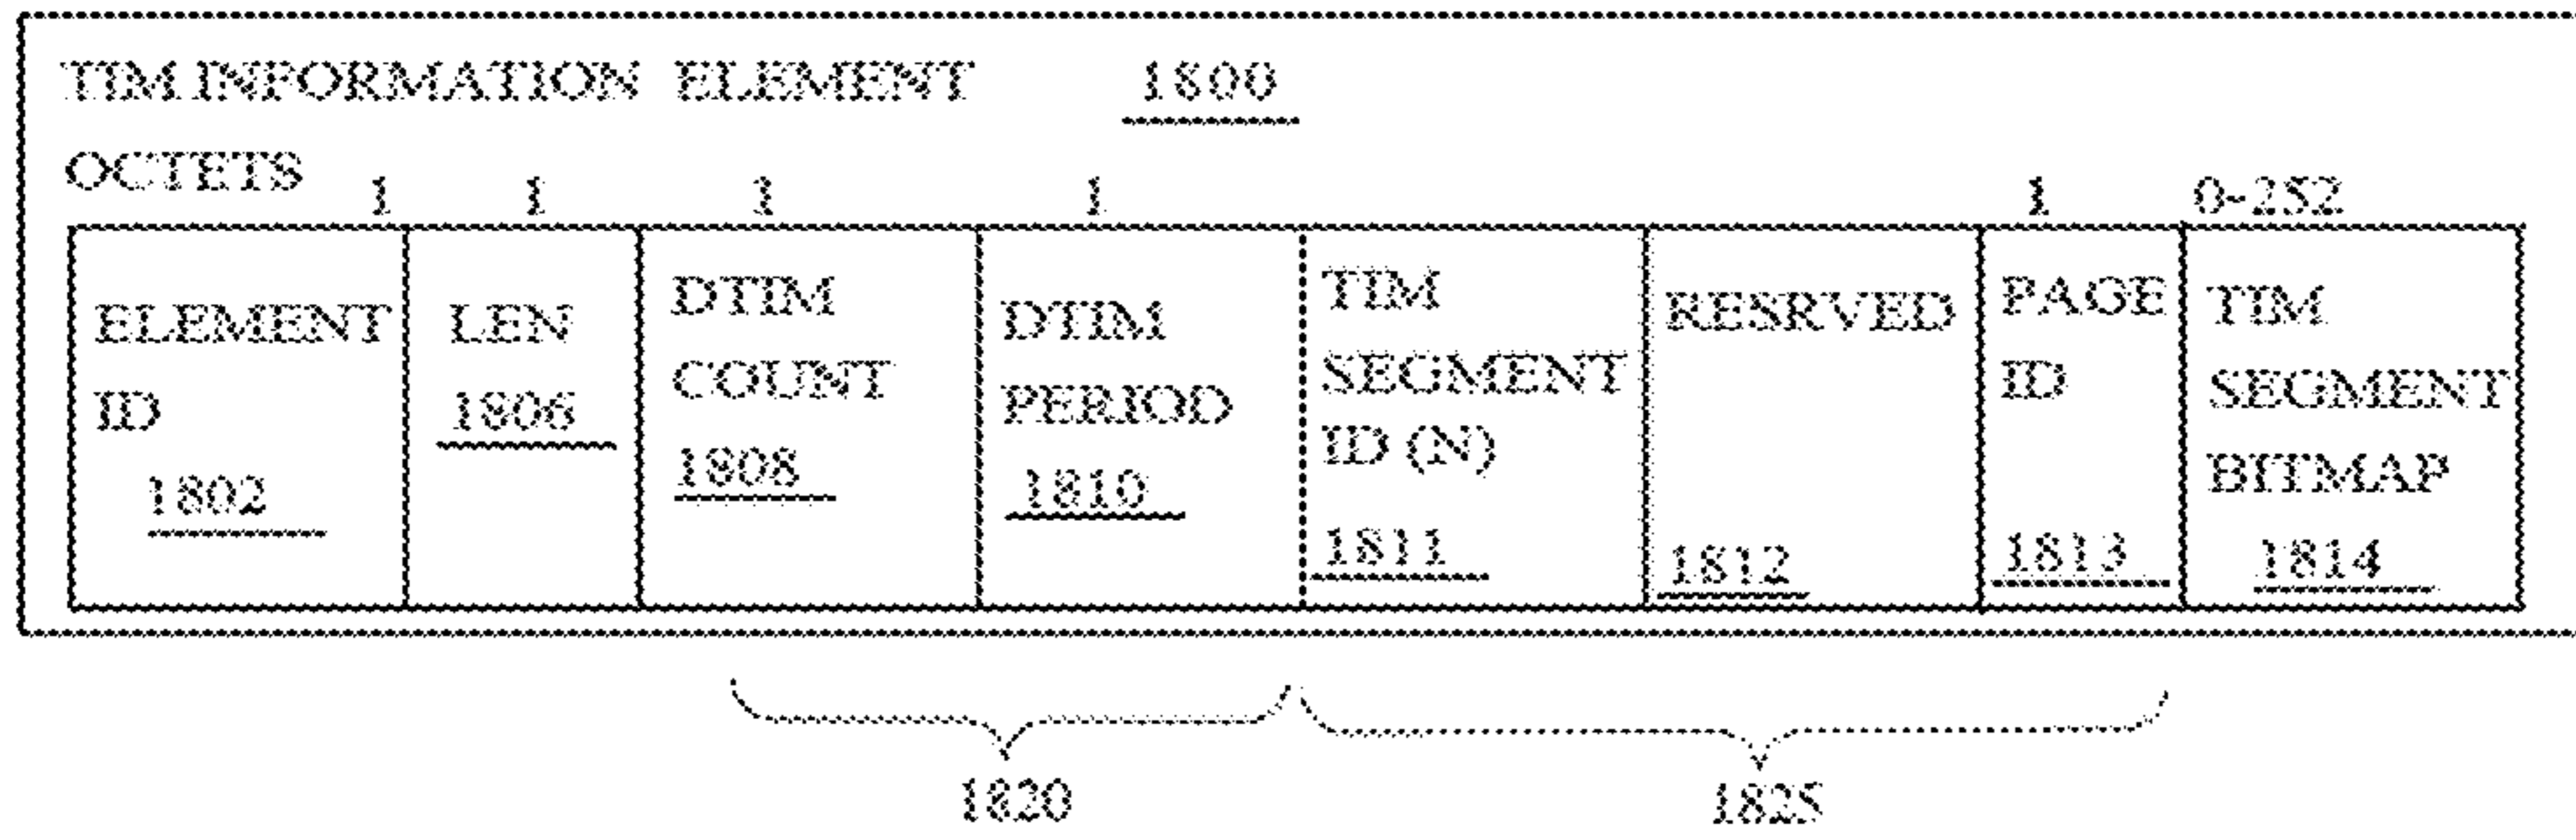 TIM INFORMATION ELEMENT 1800
OCTETS 1 1 1 1 1 0-252
ELEMENT
ID
1802
LEN
1806
DTIM
COUNT
1808
DTIM
PERIOD
1810
TIM
SEGMENT
ID (N)
1811
RESRVED
1812
PAGE
ID
1813
TIM
SEGMENT
BITMAP
1814
1820 1825